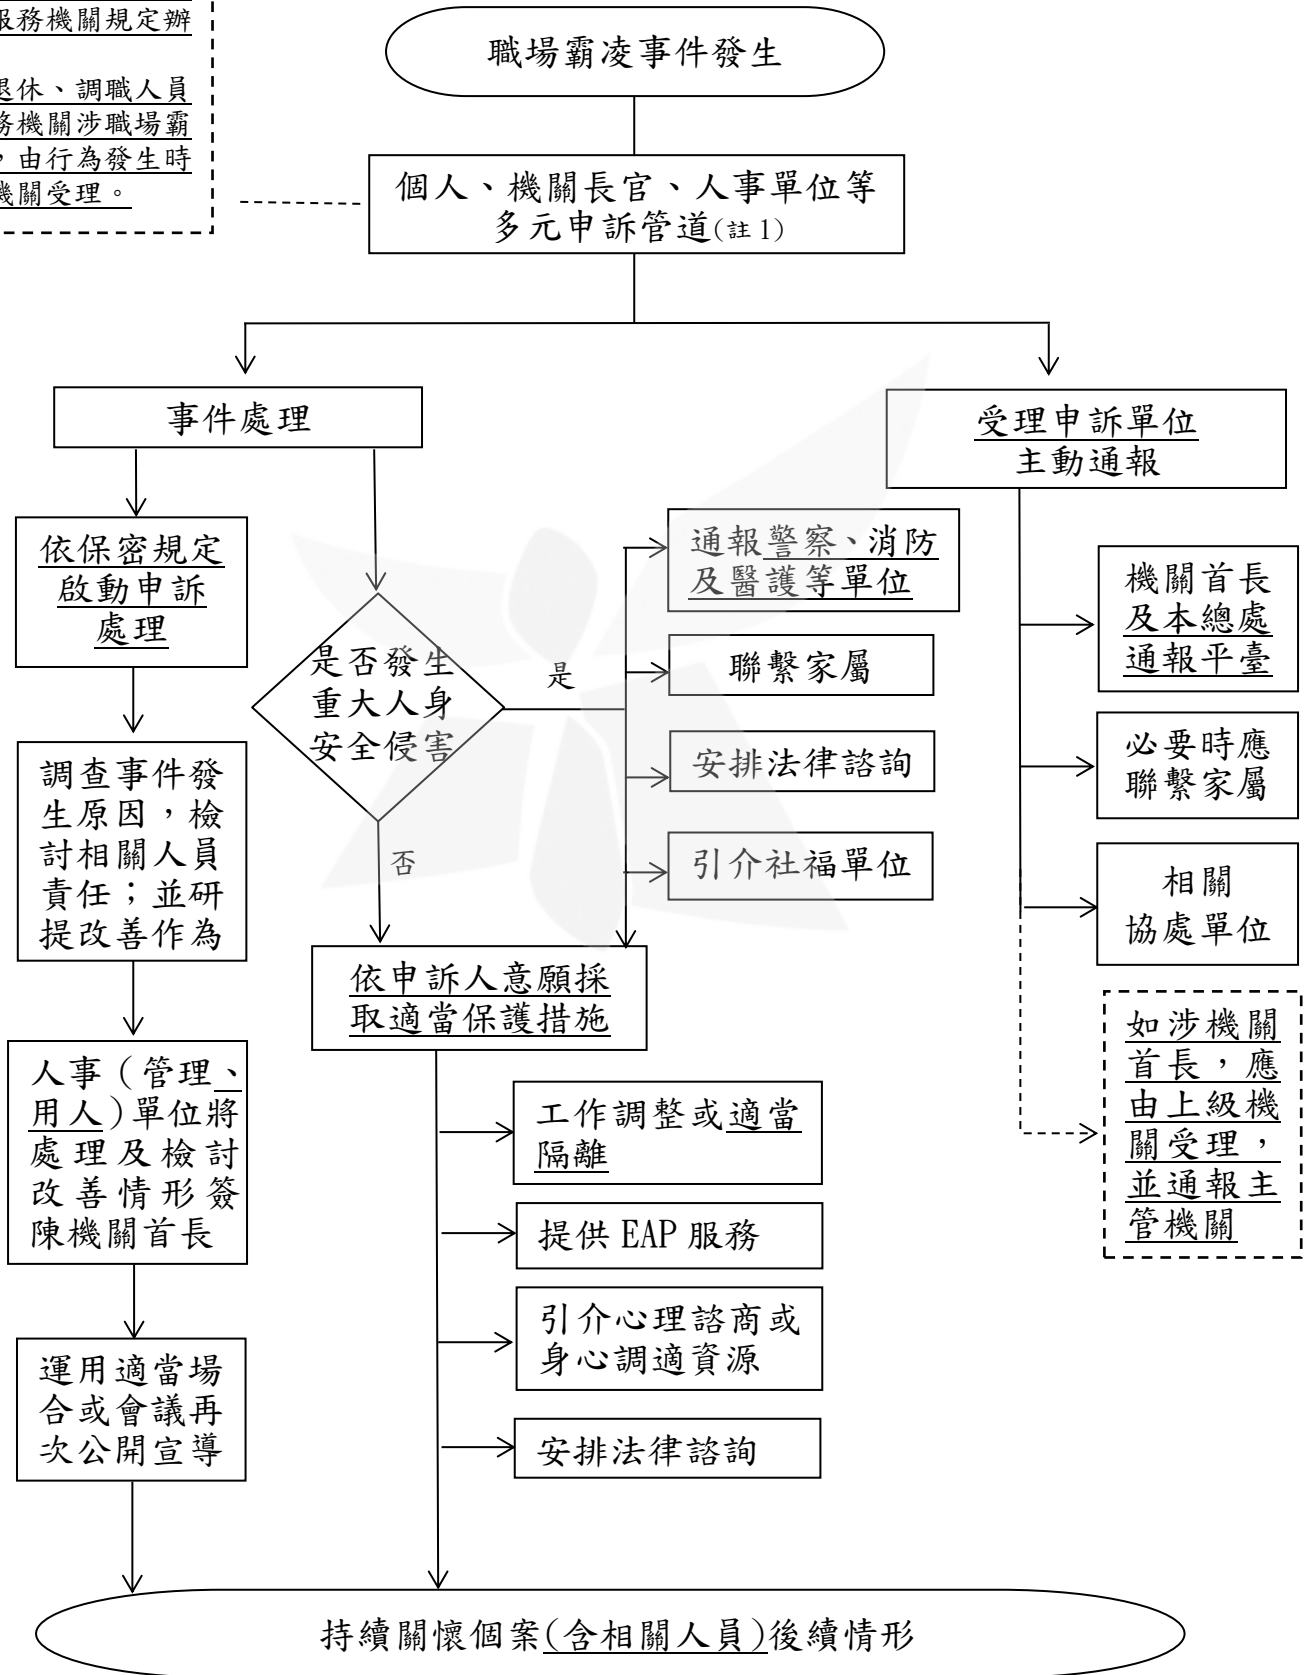 服務機關規定辦
退休、調職人員
務機關涉職場霸
，由行為發生時
機關受理。
職場霸凌事件發生
個人、機關長官、人事單位等
多元申訴管道(註1)
事件處理
受理申訴單位
主動通報
依保密規定
啟動申訴
處理
調查事件發
生原因，檢
討相關人員
責任；並研
提改善作為
人事（管理、
用人）單位將
處理及檢討
改善情形簽
陳機關首長
運用適當場
合或會議再
次公開宣導
是否發生
重大人身
安全侵害
是
否
通報警察、消防
及醫護等單位
聯繫家屬
安排法律諮詢
引介社福單位
依申訴人意願採
取適當保護措施
工作調整或適當
隔離
提供 EAP 服務
引介心理諮商或
身心調適資源
安排法律諮詢
機關首長
及本總處
通報平臺
必要時應
聯繫家屬
相關
協處單位
如涉機關
首長，應
由上級機
關受理，
並通報主
管機關
持續關懷個案(含相關人員)後續情形